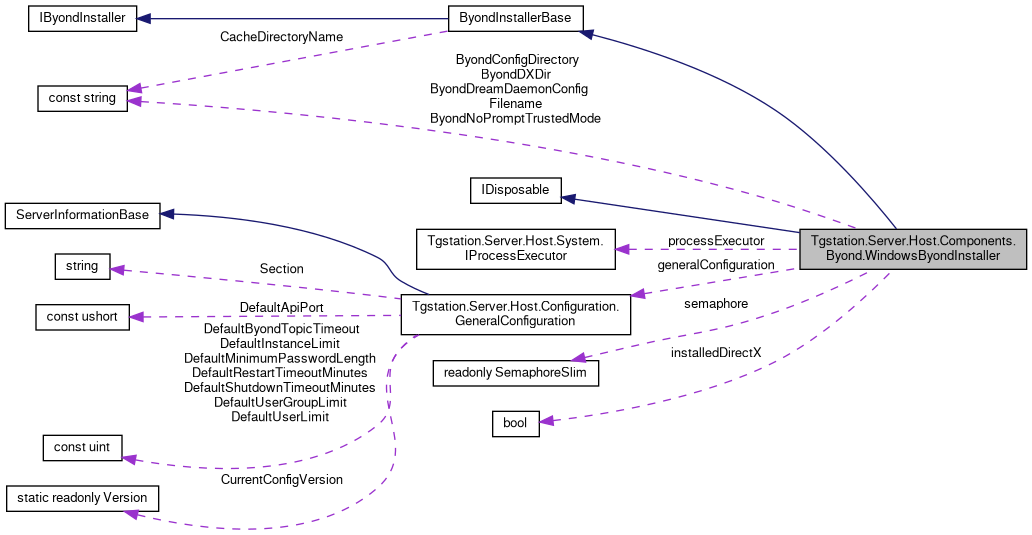 IByondInstaller
ByondInstallerBase
CacheDirectoryName
const string
ByondConfigDirectory
ByondDXDir
ByondDreamDaemonConfig
Filename
ByondNoPromptTrustedMode
IDisposable
ServerInformationBase
Tgstation.Server.Host.System.
IProcessExecutor
processExecutor
Tgstation.Server.Host.Components.
Byond.WindowsByondInstaller
string
Section
generalConfiguration
const ushort
DefaultApiPort
Tgstation.Server.Host.Configuration.
GeneralConfiguration
semaphore
DefaultByondTopicTimeout
DefaultInstanceLimit
DefaultMinimumPasswordLength
DefaultRestartTimeoutMinutes
DefaultShutdownTimeoutMinutes
DefaultUserGroupLimit
DefaultUserLimit
readonly SemaphoreSlim
installedDirectX
bool
const uint
CurrentConfigVersion
static readonly Version